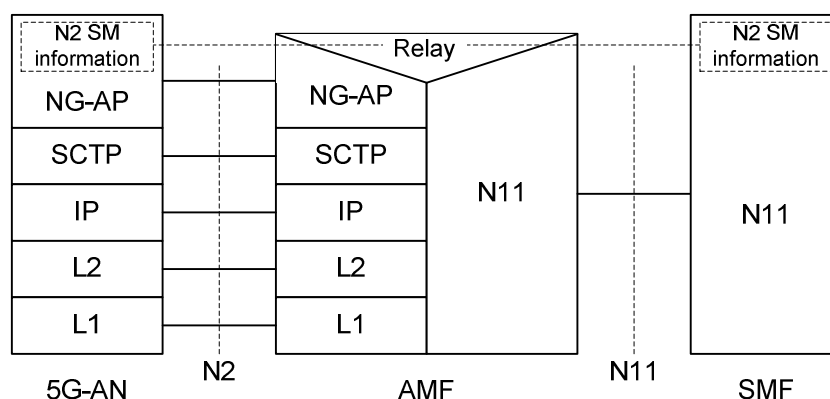 N2 SM
information
NG-AP
SCTP
IP
L2
L1
5G-AN
N2
Relay
NG-AP
SCTP
IP
L2
L1
N11
AMF
N11
N2 SM
information
N11
SMF